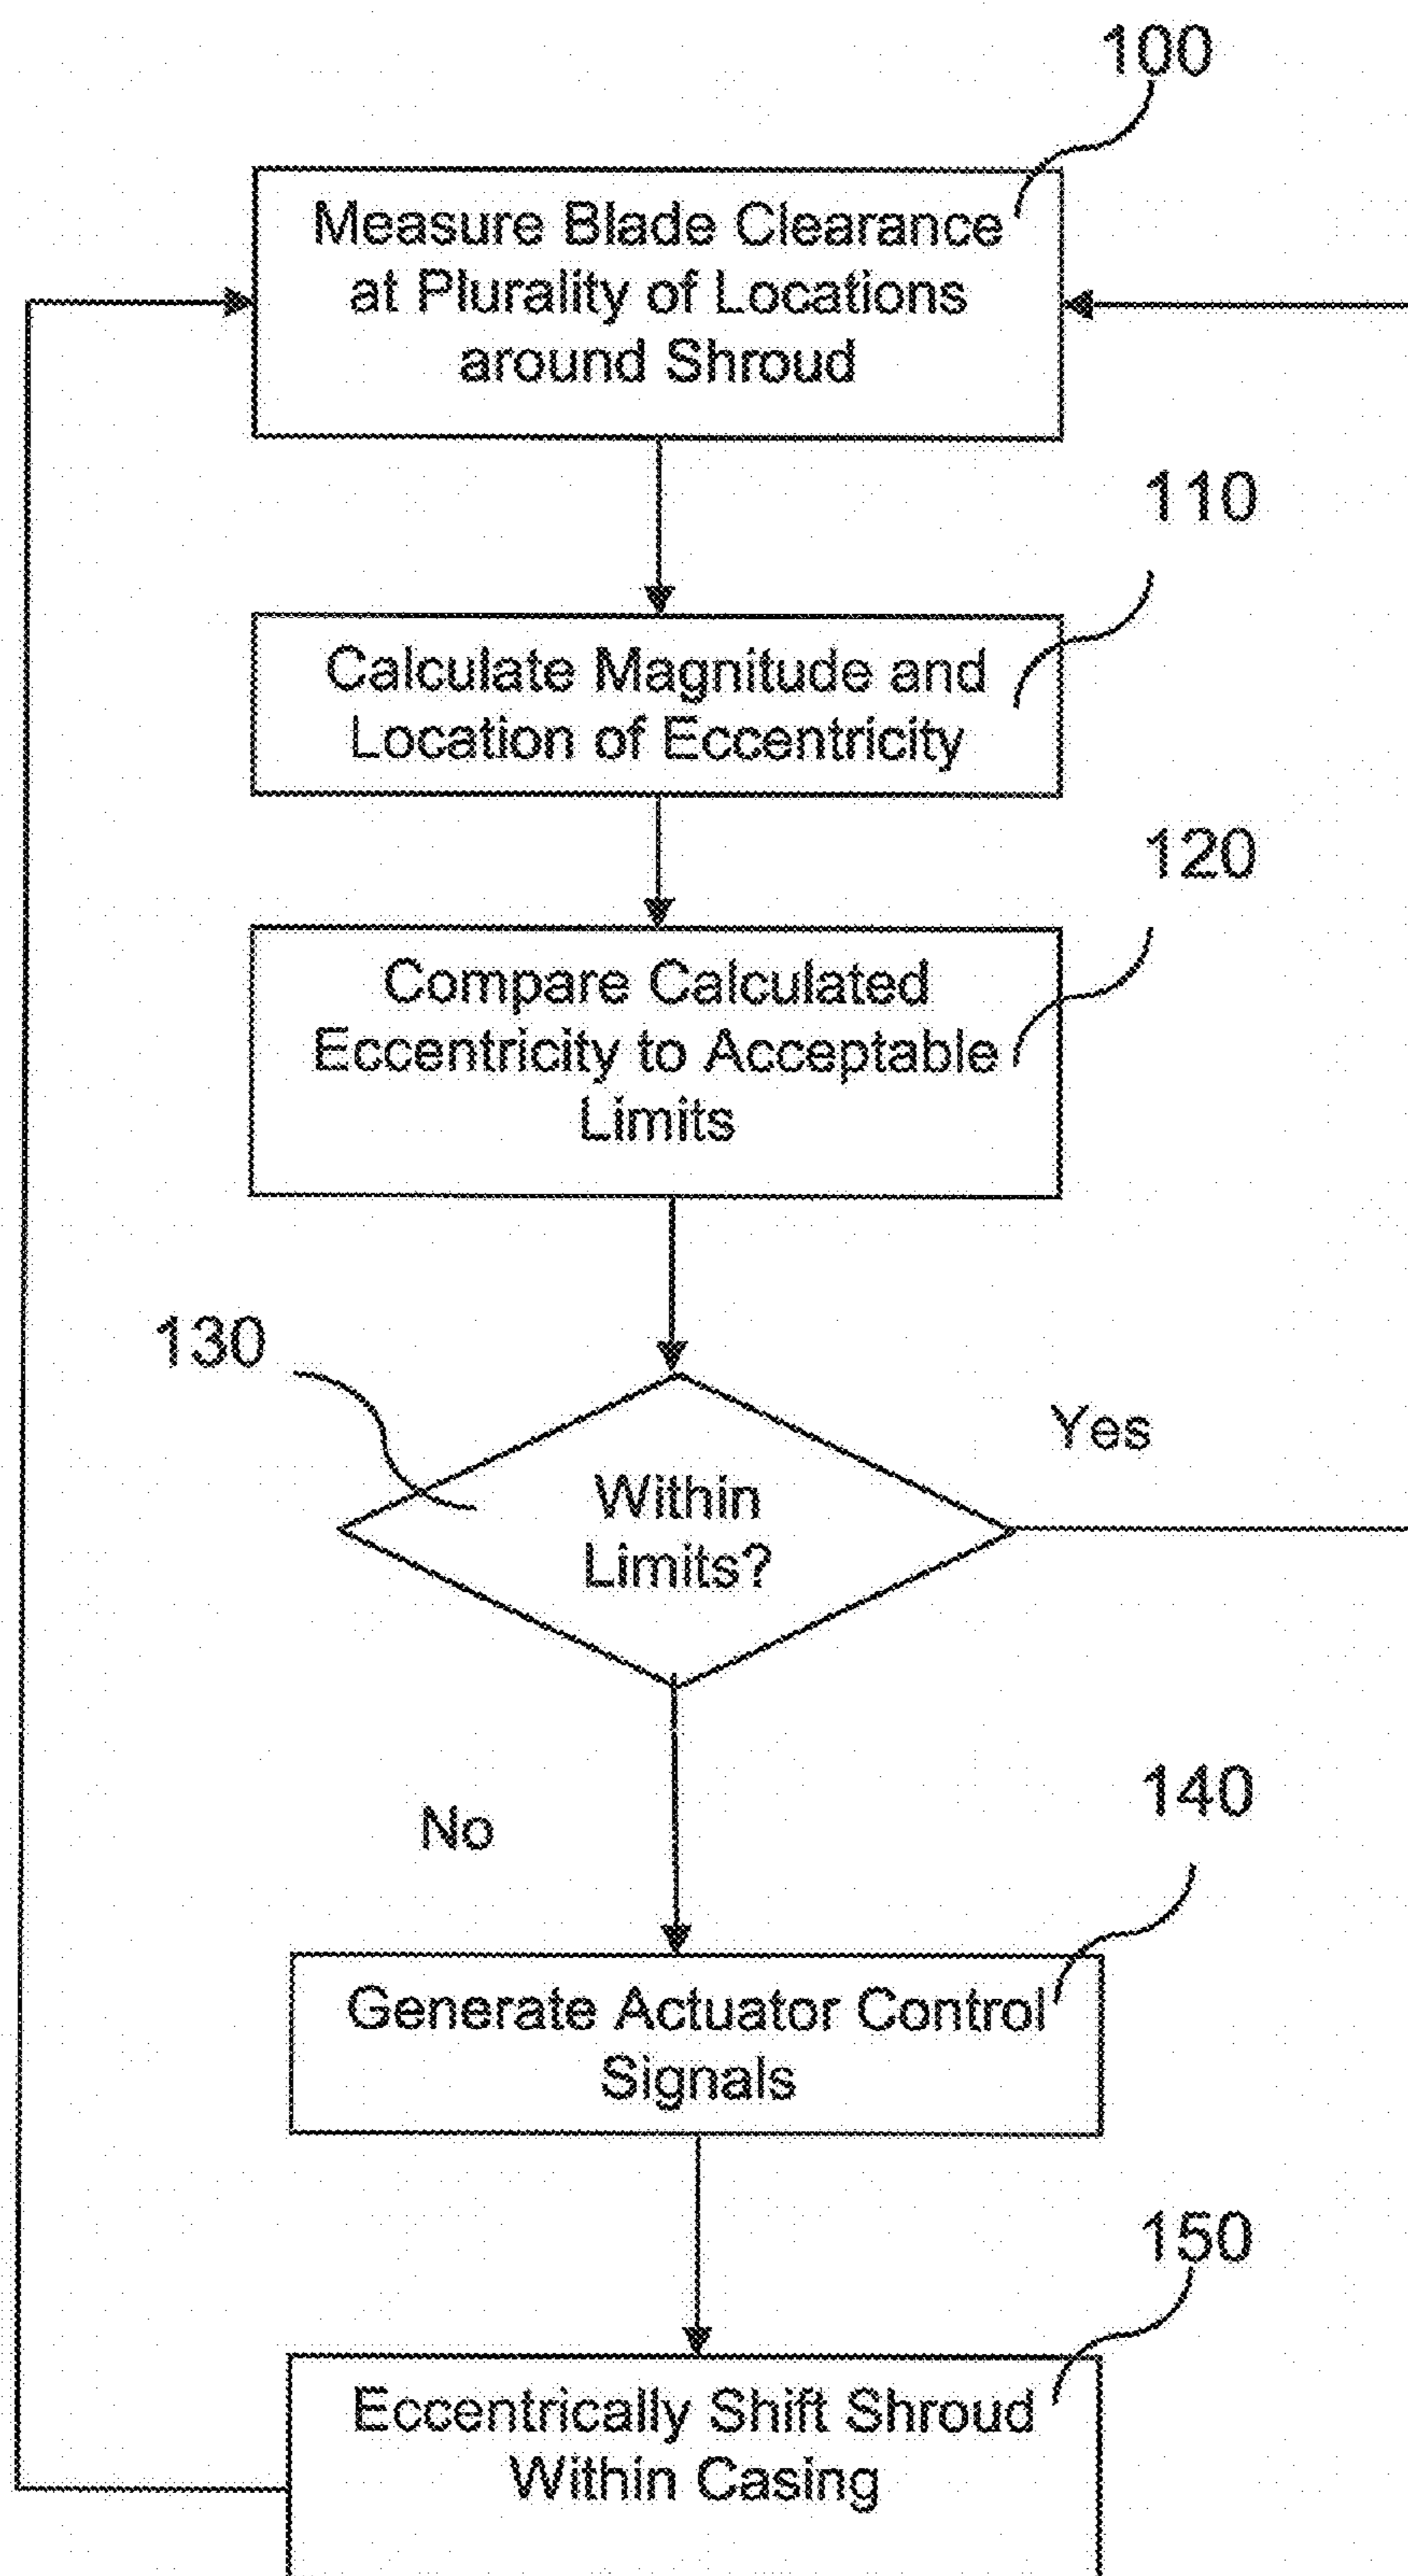 100
Measure Blade Clearance
at Plurality of Locations
around Shroud
110
Calculate Magnitude and
Location of Eccentricity
120
Compare Calculated
Eccentricity to Acceptable
Limits
130
Yes
Within
Limits?
No
140
Generate Actuator Control
Signals
150
Eccentrically Shift Shroud
Within Casing